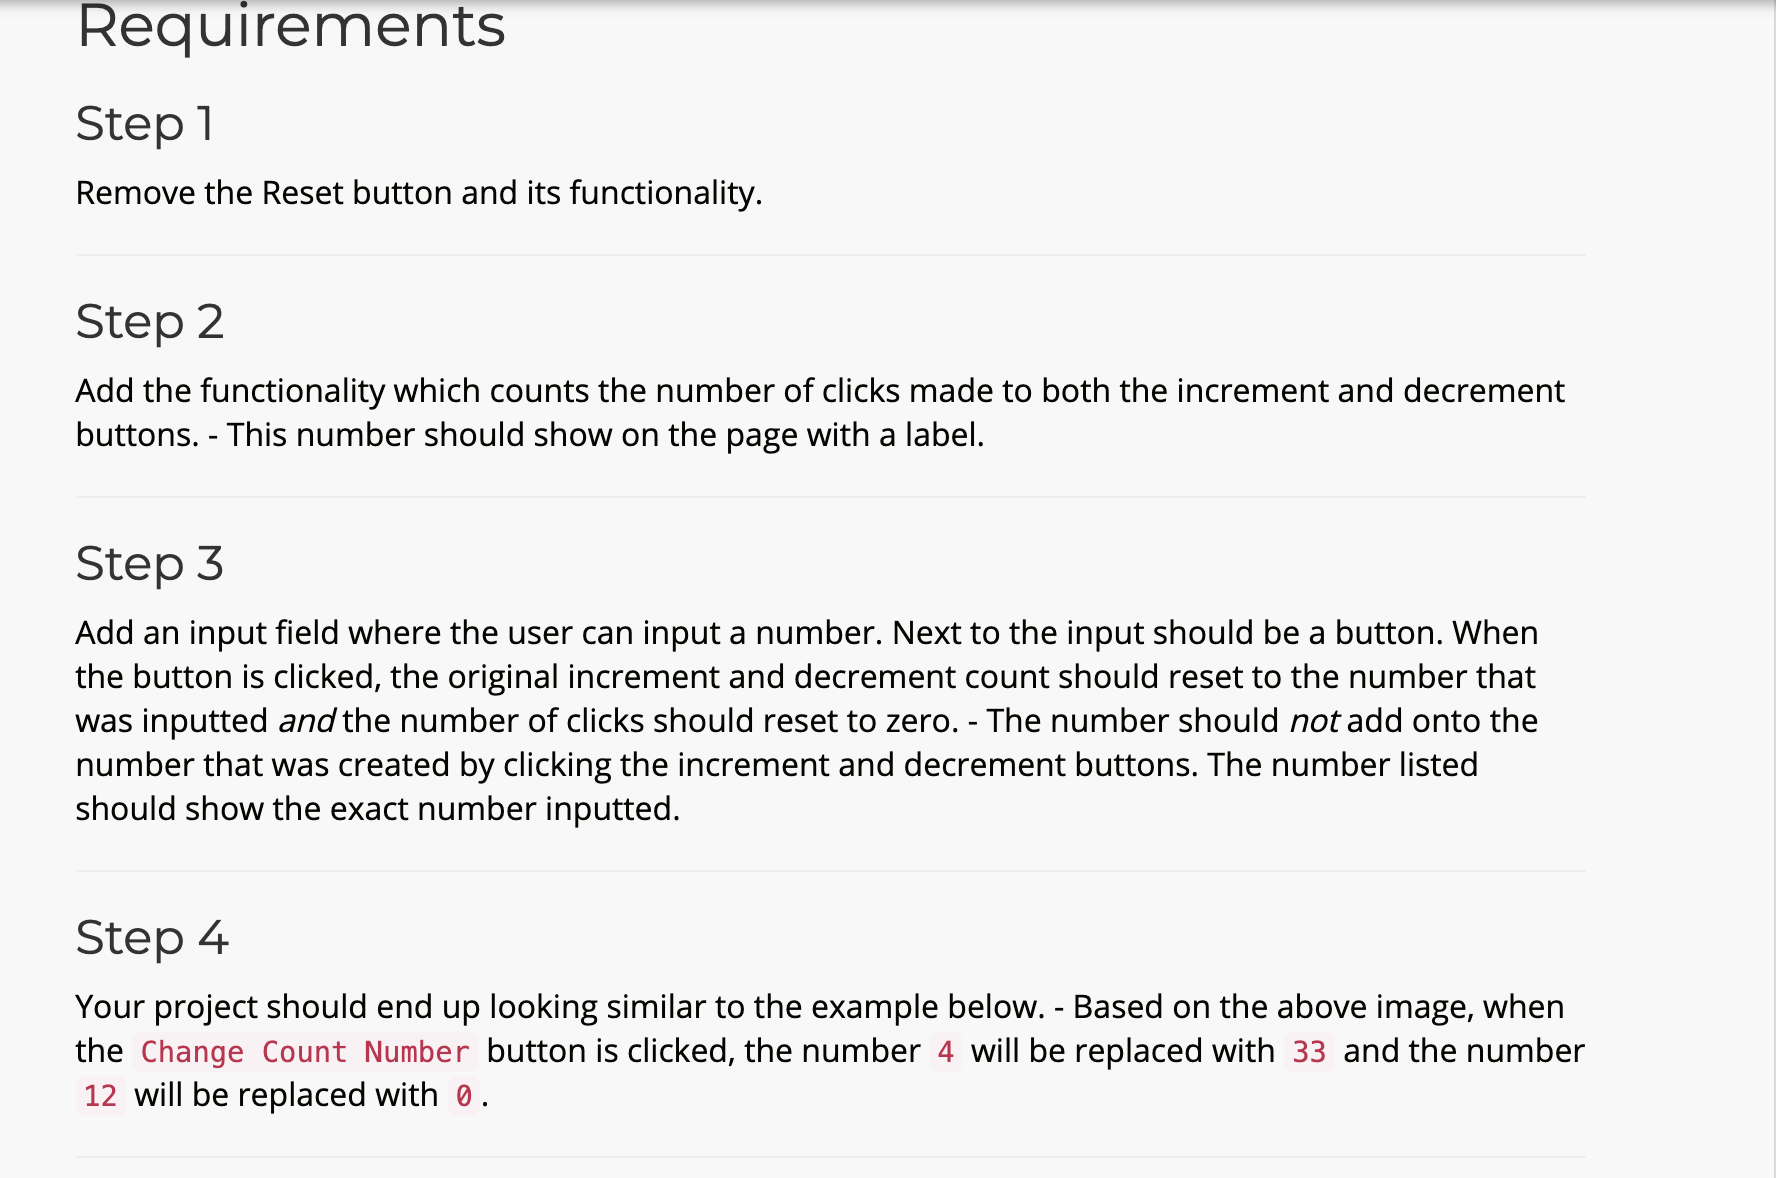 Requirements
Step 1
Remove the Reset button and its functionality.
Step 2
Add the functionality which counts the number of clicks made to both the increment and decrement
buttons. - This number should show on the page with a label.
Step 3
Add an input field where the user can input a number. Next to the input should be a button. When
the button is clicked, the original increment and decrement count should reset to the number that
was inputted and the number of clicks should reset to zero. - The number should not add onto the
number that was created by clicking the increment and decrement buttons. The number listed
should show the exact number inputted.
Step 4
Your project should end up looking similar to the example below. - Based on the above image, when
the Change Count Number button is clicked, the number 4 will be replaced with 33 and the number
12 will be replaced with 0 .